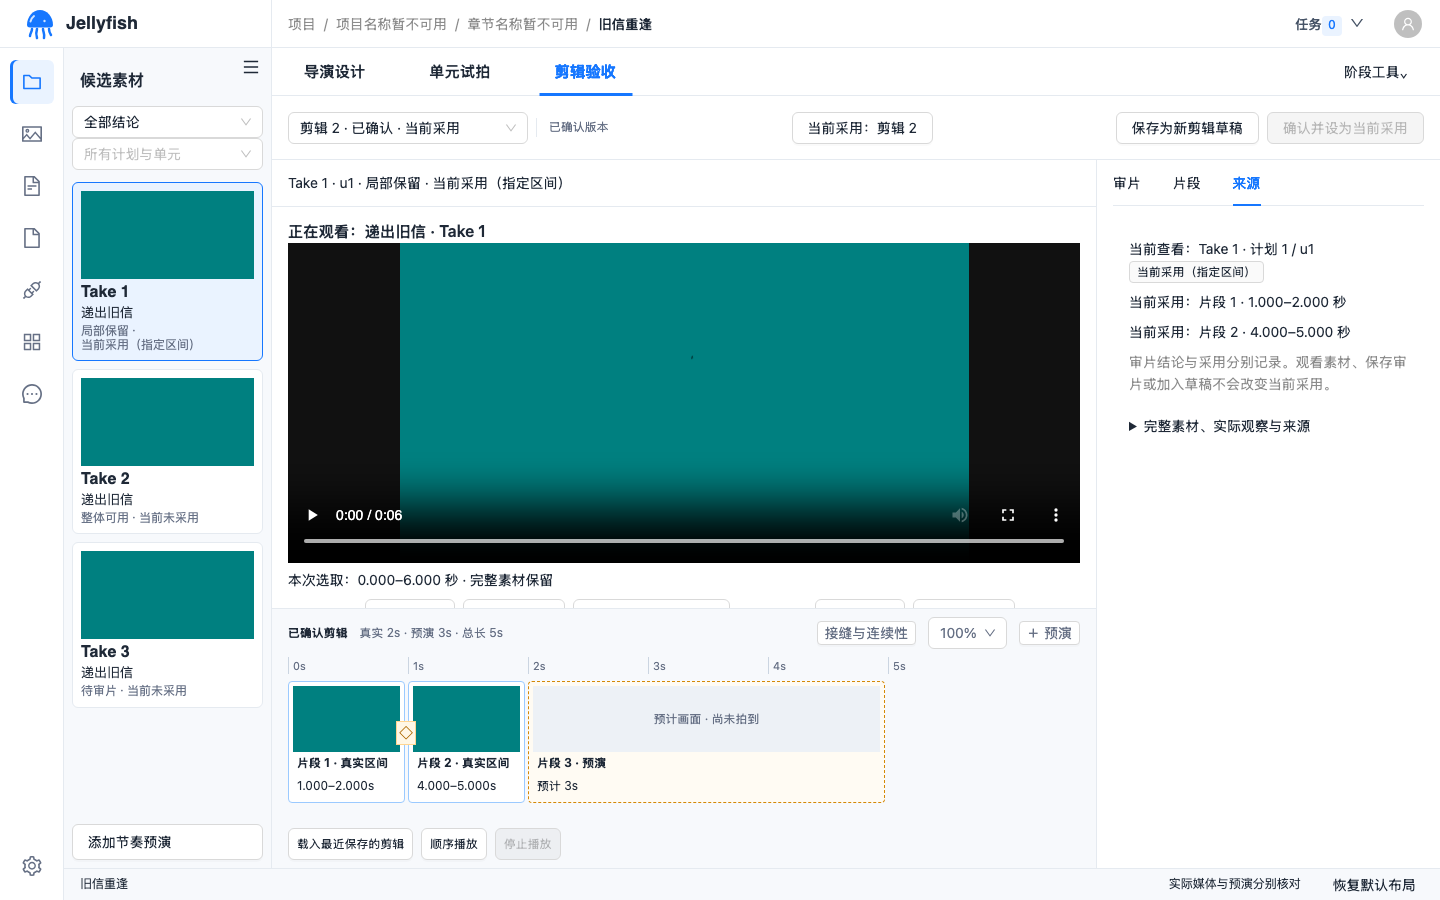 Jellyfish
项目 / 项目名称暂不可用 / 章节名称暂不可用 / 旧信重逢
任务 0
候选素材
全部结论
所有计划与单元
Take 1
递出旧信
局部保留 ·
当前采用（指定区间）
Take 2
递出旧信
整体可用 · 当前未采用
Take 3
递出旧信
待审片 · 当前未采用
添加节奏预演
导演设计
单元试拍
剪辑验收
阶段工具
剪辑 2 · 已确认 · 当前采用
已确认版本
当前采用：剪辑 2
保存为新剪辑草稿
确认并设为当前采用
Take 1 · u1 · 局部保留 · 当前采用（指定区间）
正在观看：递出旧信 · Take 1
0:00 / 0:06
本次选取：0.000–6.000 秒 · 完整素材保留
已确认剪辑 真实 2s · 预演 3s · 总长 5s
接缝与连续性
100%
+ 预演
0s
1s
2s
3s
4s
5s
预计画面 · 尚未拍到
片段 1 · 真实区间
1.000–2.000s
片段 2 · 真实区间
4.000–5.000s
片段 3 · 预演
预计 3s
载入最近保存的剪辑
顺序播放
停止播放
审片
片段
来源
当前查看：Take 1 · 计划 1 / u1
当前采用（指定区间）
当前采用：片段 1 · 1.000–2.000 秒
当前采用：片段 2 · 4.000–5.000 秒
审片结论与采用分别记录。观看素材、保存审
片或加入草稿不会改变当前采用。
完整素材、实际观察与来源
旧信重逢
实际媒体与预演分别核对
恢复默认布局